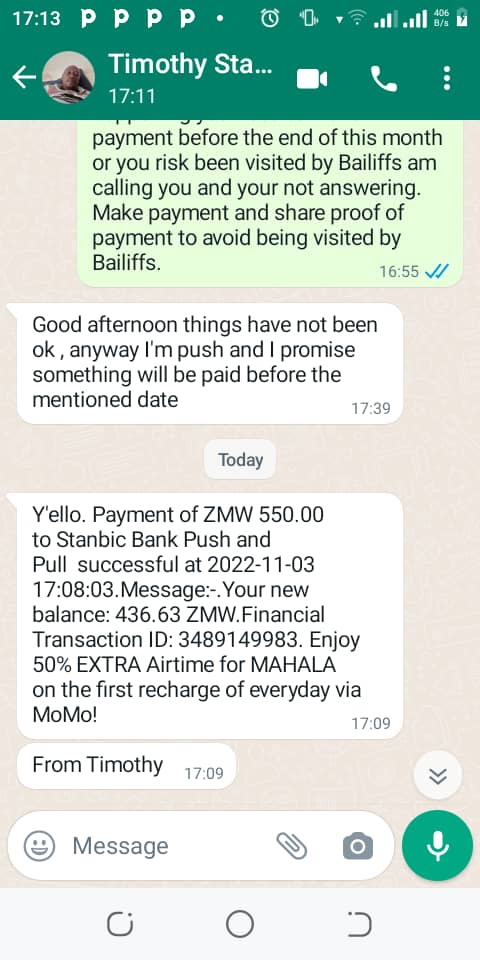 17:13
406
B/s
Timothy Sta...
17:11
payment before the end of this month
or you risk been visited by Bailiffs am
calling you and your not answering.
Make payment and share proof of
payment to avoid being visited by
Bailiffs.
16:55
Good afternoon things have not been
ok , anyway I'm push and I promise
something will be paid before the
mentioned date
17:39
Today
Y'ello. Payment of ZMW 550.00
to Stanbic Bank Push and
Pull  successful at 2022-11-03
17:08:03.Message:-.Your new
balance: 436.63 ZMW.Financial
Transaction ID: 3489149983. Enjoy
50% EXTRA Airtime for MAHALA
on the first recharge of everyday via
MoMo!
17:09
From Timothy
17:09
Message